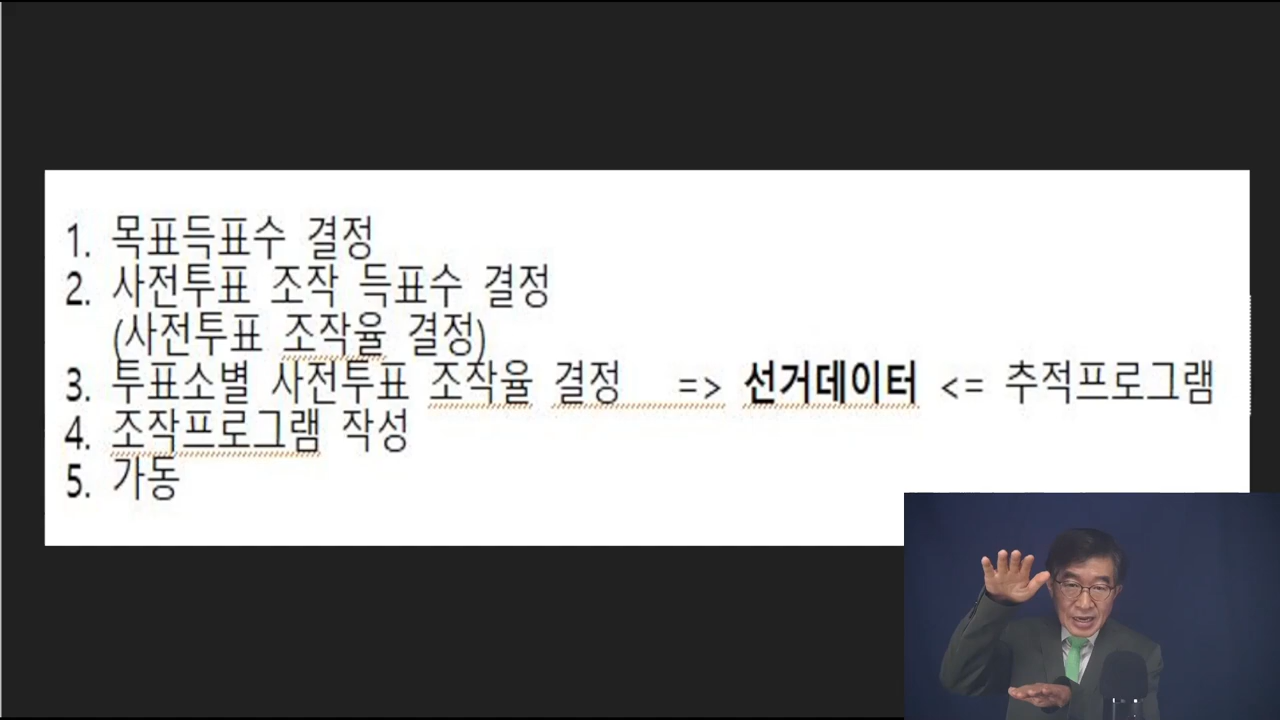 1. 목표득표수 결정
2. 사전투표 조작 득표수 결정
(사전투표 조작율 결정)
3. 투표소별 사전투표 조작율 결정 => 선거데이터 <= 추적프로그램
4. 조작프로그램 작성
5. 가동